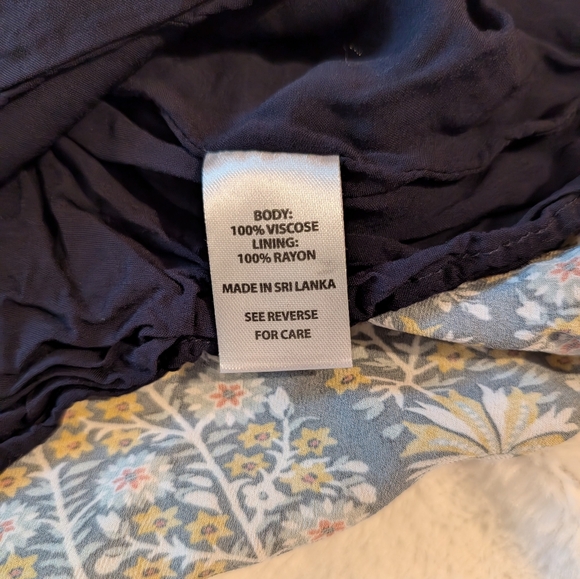 BODY:
100% VISCOSE
LINING:
100% RAYON
MADE IN SRI LANKA
SEE REVERSE
FOR CARE